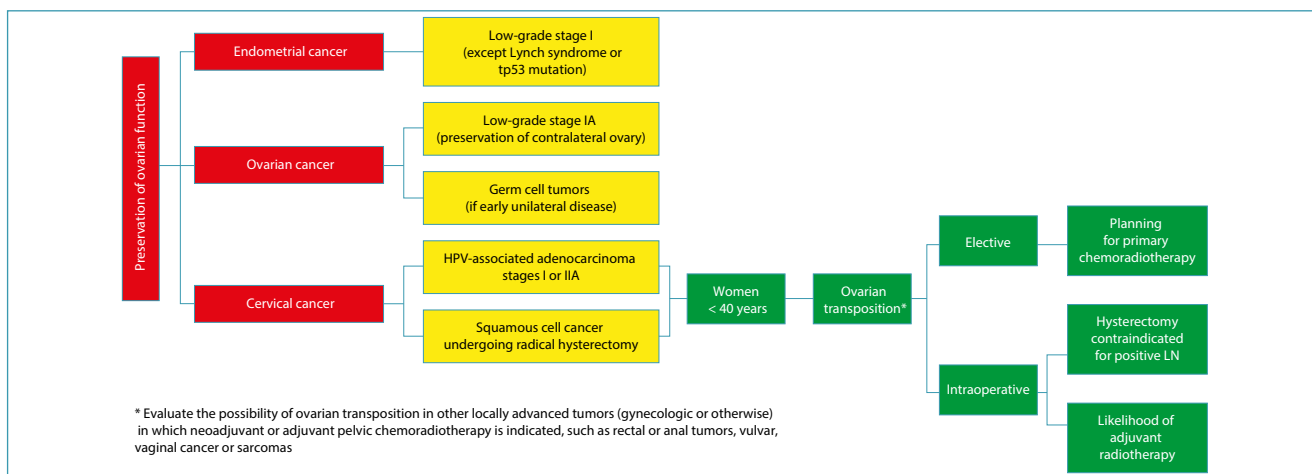 Preservation of ovarian function
Endometrial cancer
Low-grade stage I
(except Lynch syndrome or
tp53 mutation)
Ovarian cancer
Low-grade stage IA
(preservation of contralateral ovary)
Germ cell tumors
(if early unilateral disease)
Cervical cancer
HPV-associated adenocarcinoma
stages I or IIA
Squamous cell cancer
undergoing radical hysterectomy
Women
< 40 years
Ovarian
transposition*
Elective
Planning
for primary
chemoradiotherapy
Intraoperative
Hysterectomy
contraindicated
for positive LN
Likelihood of
adjuvant
radiotherapy
* Evaluate the possibility of ovarian transposition in other locally advanced tumors (gynecologic or otherwise)
in which neoadjuvant or adjuvant pelvic chemoradiotherapy is indicated, such as rectal or anal tumors, vulvar,
vaginal cancer or sarcomas